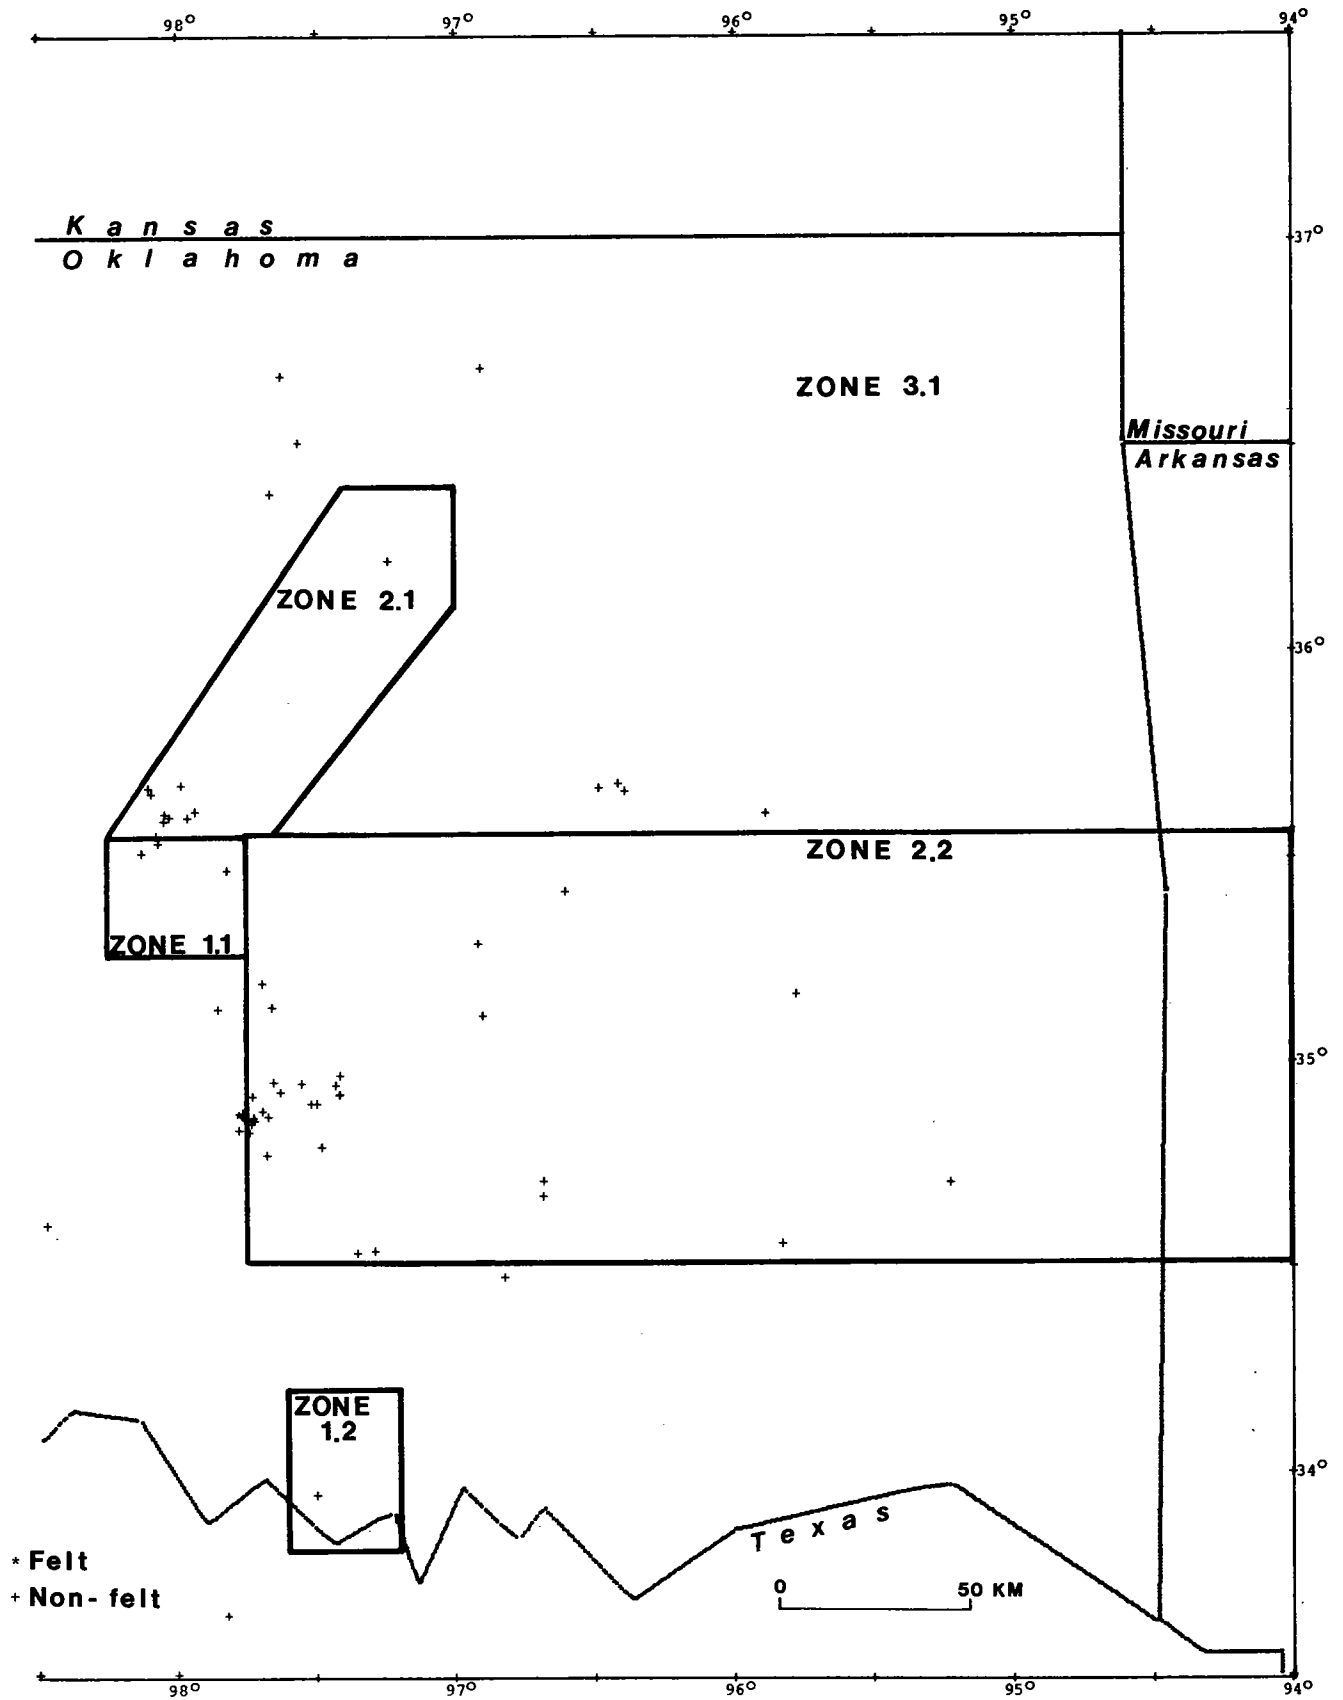 98° 97° 96° 95° 94°
Kansas
37°
Oklahoma
ZONE 3.1
Missouri
Arkansas
ZONE 2.1
36°
ZONE 2.2
ZONE 1.1
35°
ZONE
1.2
34°
Texas
* Felt
0 50 KM
+ Non-felt
98° 97° 96° 95° 94°